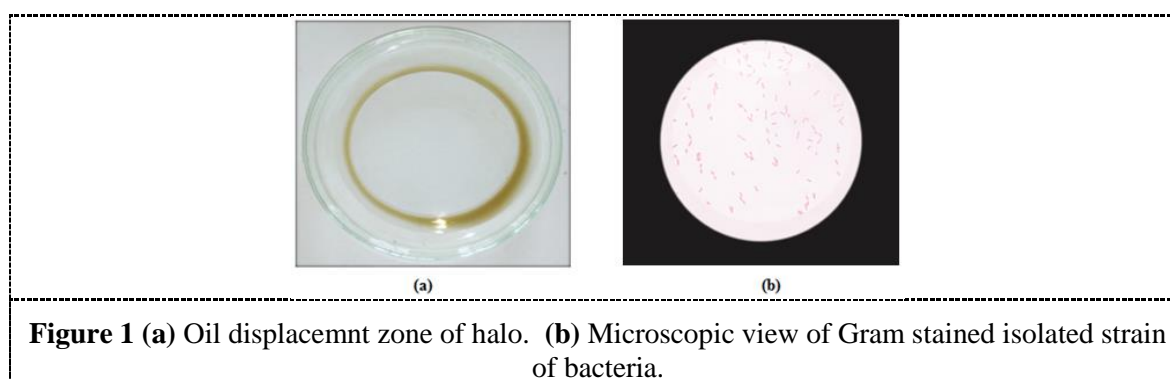 (a) (b)
Figure 1 (a) Oil displacemnt zone of halo. (b) Microscopic view of Gram stained isolated strain
of bacteria.